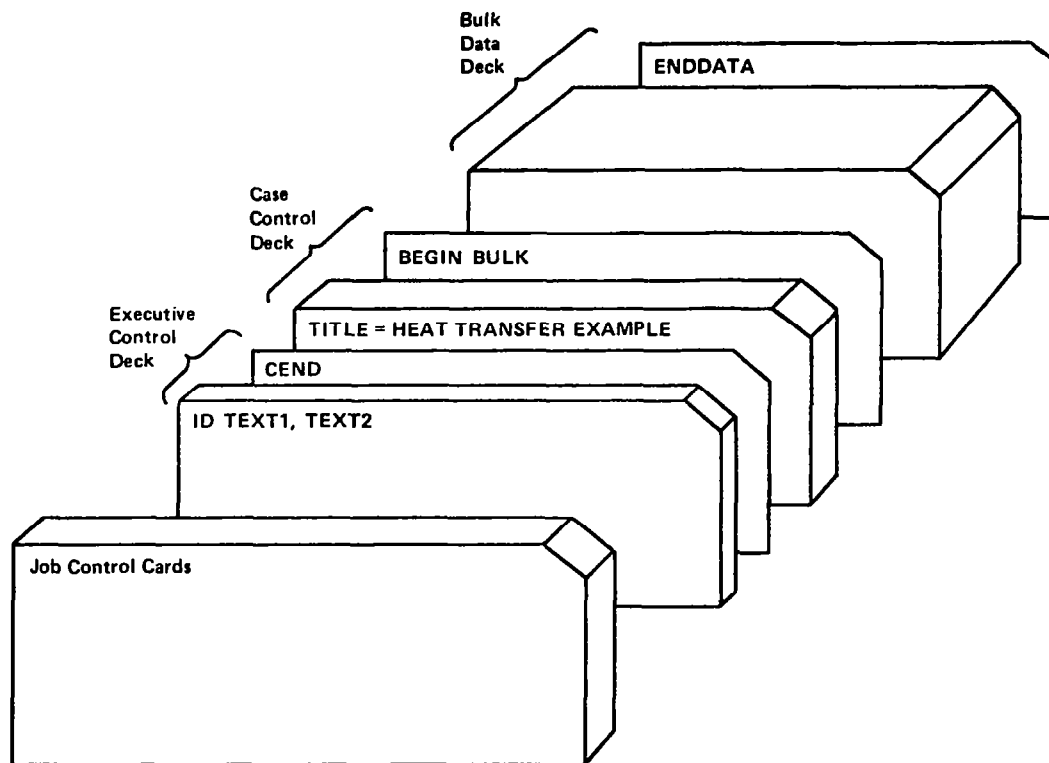 Bulk
Data
Deck
ENDDATA
Case
Control
Deck
BEGIN BULK
Executive
Control
Deck
TITLE = HEAT TRANSFER EXAMPLE
CEND
ID TEXT1, TEXT2
Job Control Cards